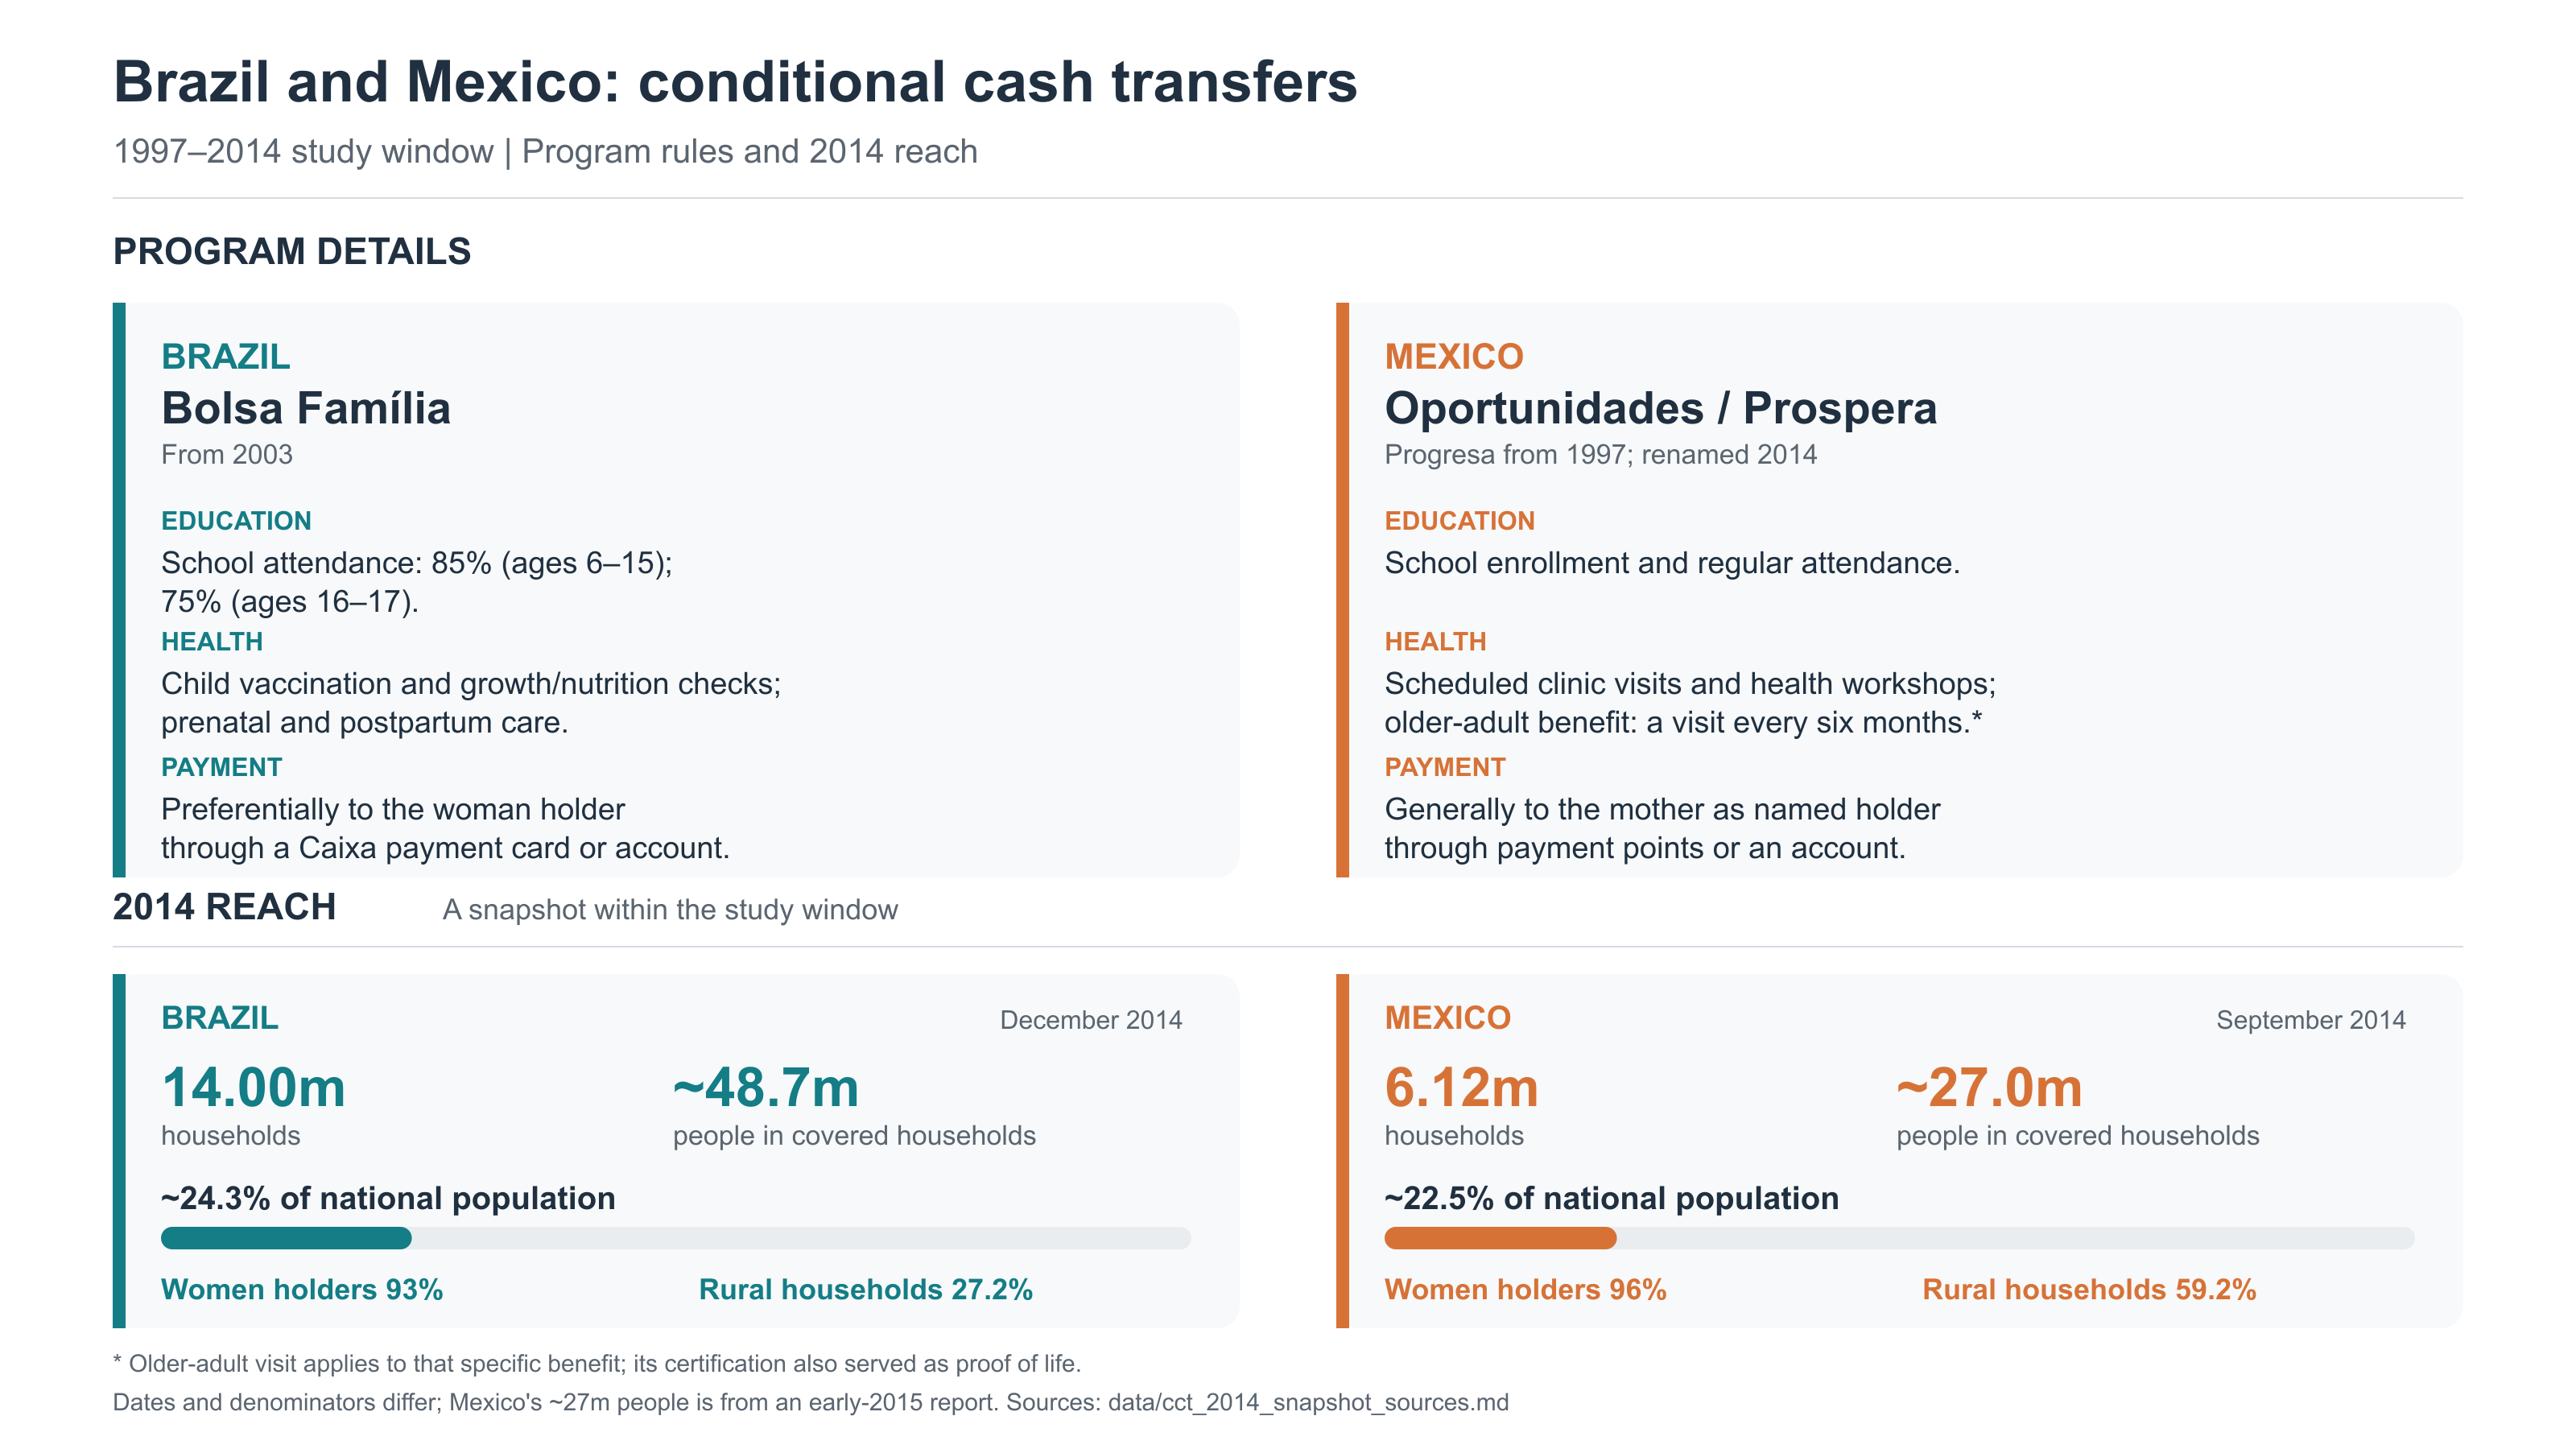 Brazil and Mexico: conditional cash transfers
1997–2014 study window | Program rules and 2014 reach
PROGRAM DETAILS
BRAZIL
Bolsa Família
From 2003
EDUCATION
School attendance: 85% (ages 6–15);
75% (ages 16–17).
HEALTH
Child vaccination and growth/nutrition checks;
prenatal and postpartum care.
PAYMENT
Preferentially to the woman holder
through a Caixa payment card or account.
MEXICO
Oportunidades / Prospera
Progresa from 1997; renamed 2014
EDUCATION
School enrollment and regular attendance.
HEALTH
Scheduled clinic visits and health workshops;
older-adult benefit: a visit every six months.*
PAYMENT
Generally to the mother as named holder
through payment points or an account.
2014 REACH A snapshot within the study window
BRAZIL December 2014
14.00m ~48.7m
households people in covered households
~24.3% of national population
Women holders 93% Rural households 27.2%
MEXICO September 2014
6.12m ~27.0m
households people in covered households
~22.5% of national population
Women holders 96% Rural households 59.2%
* Older-adult visit applies to that specific benefit; its certification also served as proof of life.
Dates and denominators differ; Mexico's ~27m people is from an early-2015 report. Sources: data/cct_2014_snapshot_sources.md